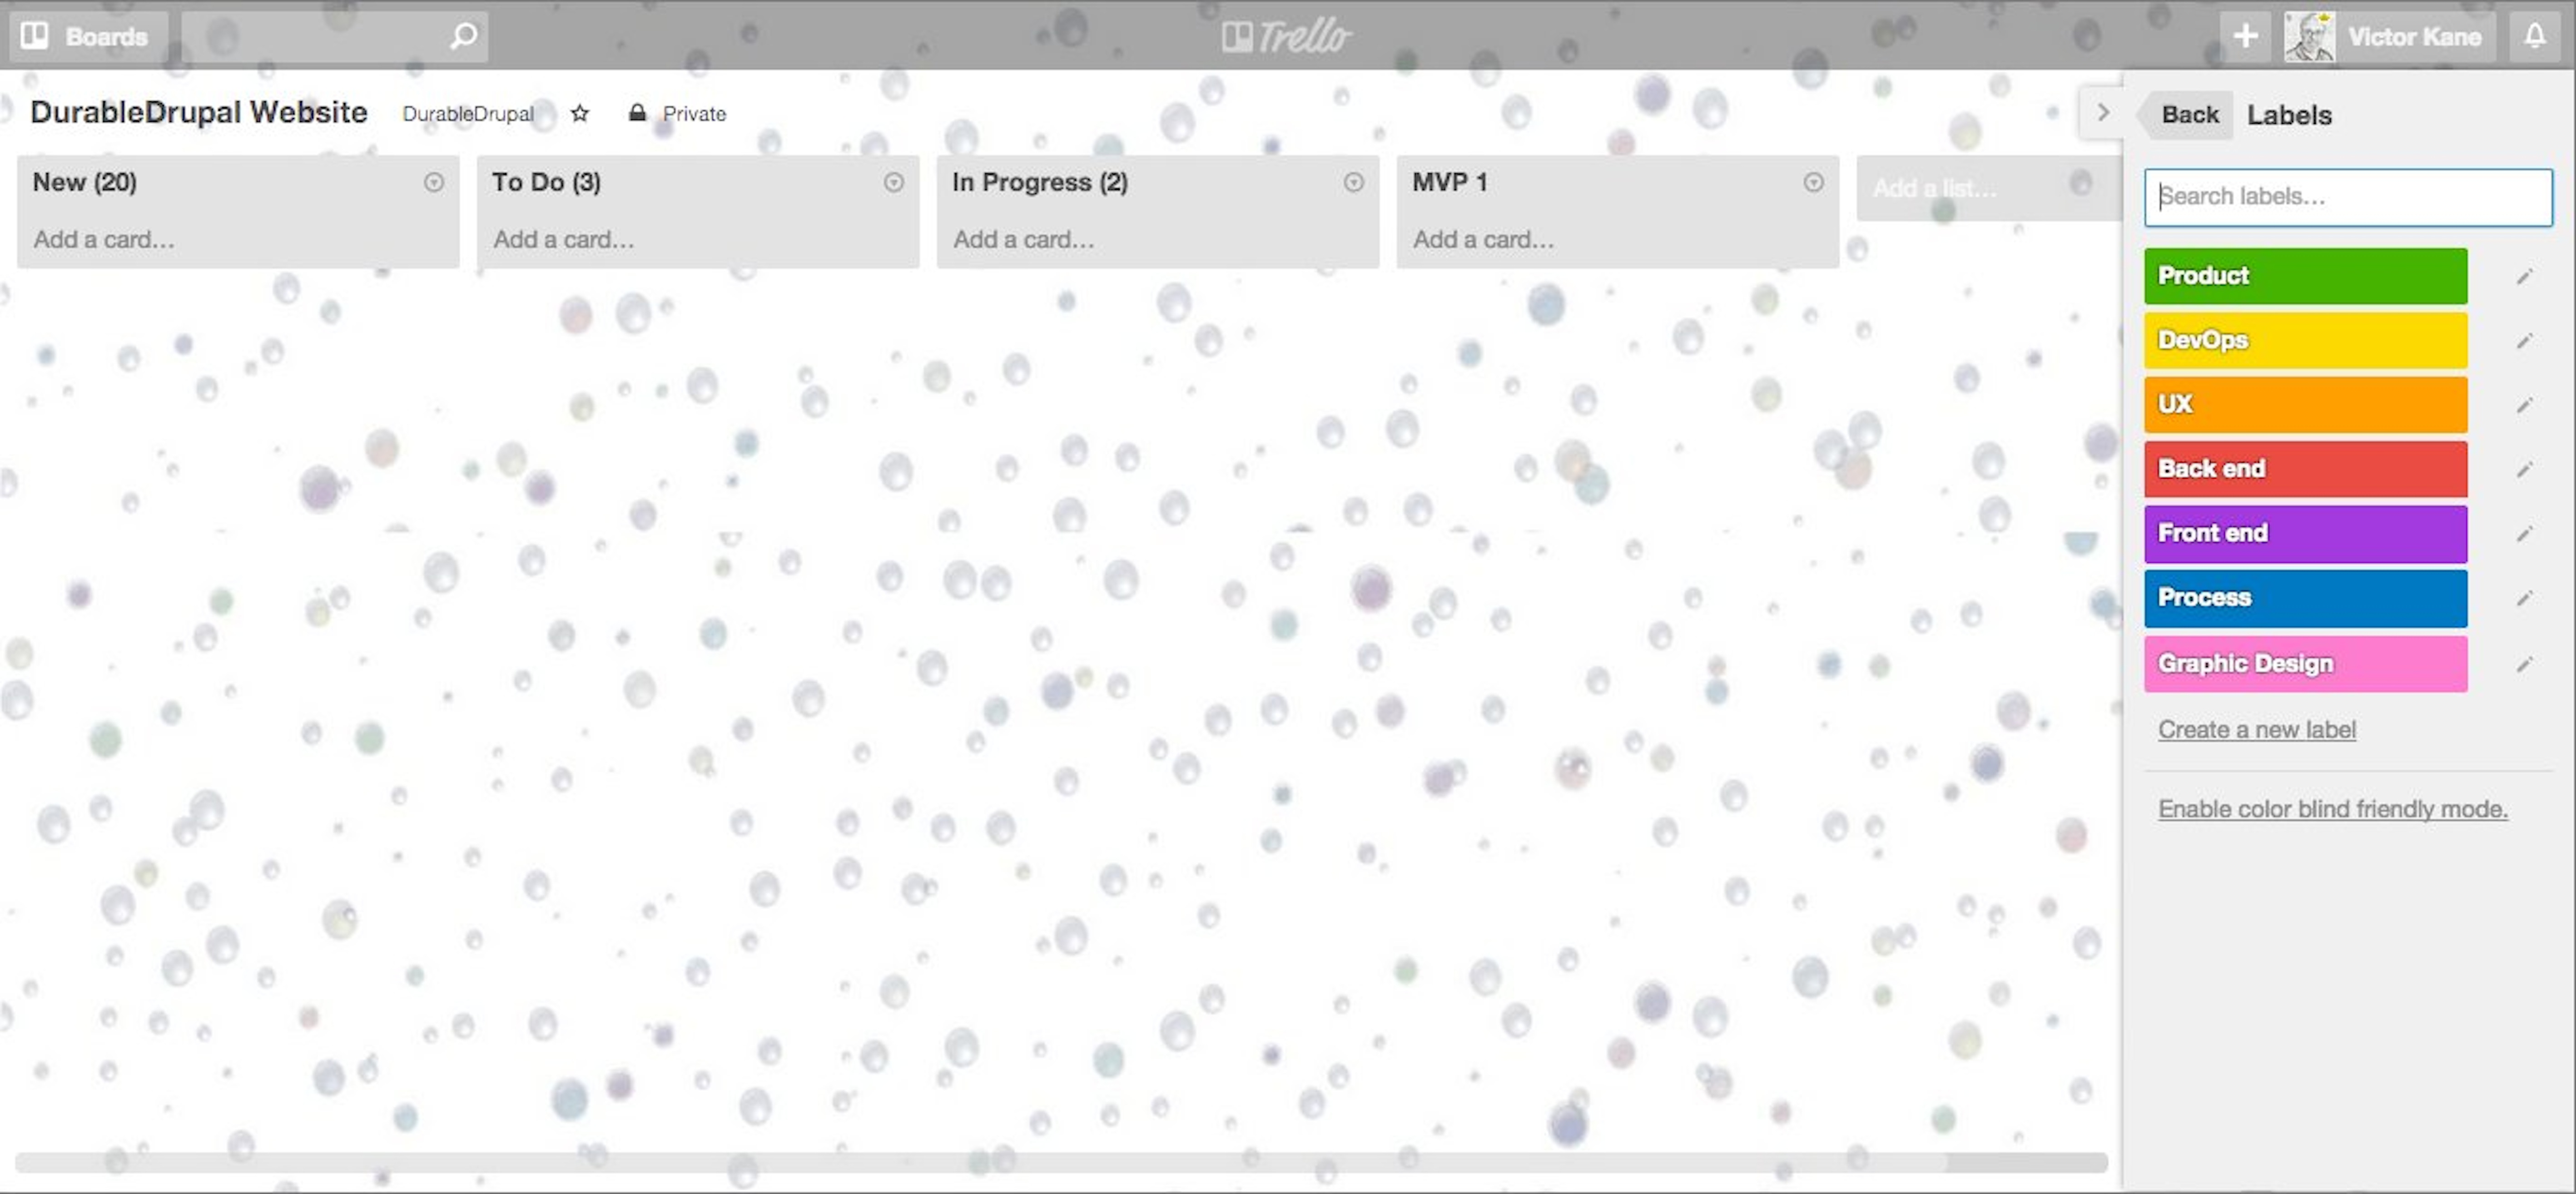 Boards
Trello
Victor Kane
DurableDrupal Website DurableDrupal Private
Back Labels
New (20)
Add a card...
To Do (3)
Add a card...
In Progress (2)
Add a card...
MVP 1
Add a card...
Add a list...
Search labels...
Product
DevOps
UX
Back end
Front end
Process
Graphic Design
Create a new label
Enable color blind friendly mode.